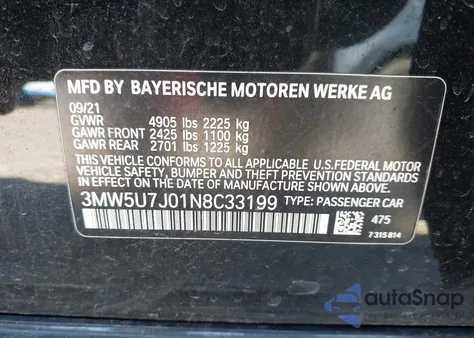 MFD BY BAYERISCHE MOTOREN WERKE AG
09/21
GVWR 4905 lbs 2225 kg
GAWR FRONT 2425 lbs 1100 kg
GAWR REAR 2701 lbs 1225 kg
THIS VEHICLE CONFORMS TO ALL APPLICABLE U.S. FEDERAL MOTOR
VEHICLE SAFETY, BUMPER, AND THEFT PREVENTION STANDARDS IN
EFFECT ON THE DATE OF MANUFACTURE SHOWN ABOVE.
3MW5U7J01N8C33199 TYPE: PASSENGER CAR
475
7315814
autoSnap